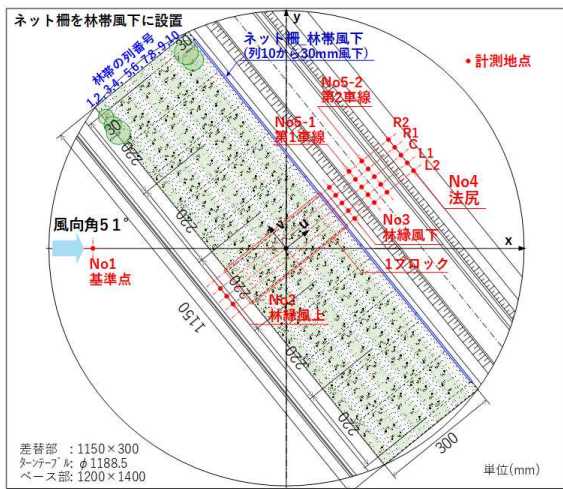 ネット柵を林帯風下に設置
y
ネット柵 林帯風下
(列10から30mm風下)
林帯の列番号
1,2,3,4, 5,6,7,8,9,10
• 計測地点
No5-2
第2車線
No5-1
第1車線
R2
R1
C
L1
L2
No4
法尻
30
30
220
220
No3
林縁風下
風向角51°
x
v
u
No1
基準点
1ブロック
220
No2
林縁風上
1150
220
220
300
差替部 : 1150×300
ターンテーブル: φ1188.5
ベース部: 1200×1400
単位(mm)